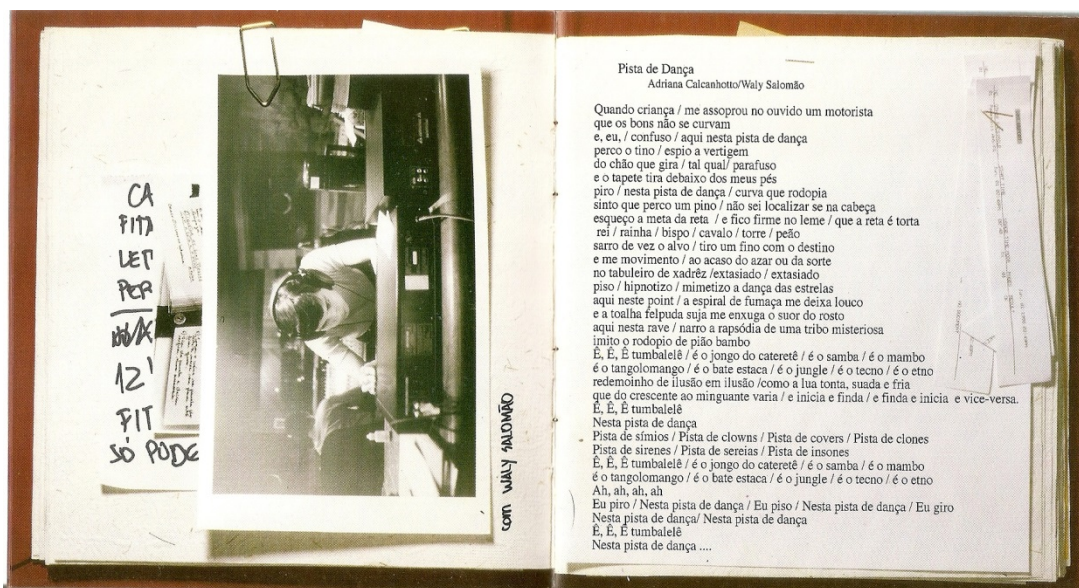 CA
FITA
LET
PER
12'
FIT
SÓ PODE
com WALY SALOMÃO
Pista de Dança
Adriana Calcanhotto/Waly Salomão
Quando criança / me assoprou no ouvido um motorista
que os bons não se curvam
e, eu, / confuso / aqui nesta pista de dança
perco o tino / espio a vertigem
do chão que gira / tal qual/ parafuso
e o tapete tira debaixo dos meus pés
piro / nesta pista de dança / curva que rodopia
sinto que perco um pino / não sei localizar se na cabeça
esqueço a meta da reta / e fico firme no leme / que a reta é torta
rei / rainha / bispo / cavalo / torre / peão
sarro de vez o alvo / tiro um fino com o destino
e me movimento / ao acaso do azar ou da sorte
no tabuleiro de xadrêz /extasiado / extasiado
piso / hipnotizo / mimetizo a dança das estrelas
aqui neste point / a espiral de fumaça me deixa louco
e a toalha felpuda suja me enxuga o suor do rosto
aqui nesta rave / narro a rapsódia de uma tribo misteriosa
imito o rodopio de pião bambo
Ê, Ê, Ê tumbalelê / é o jongo do cateretê / é o samba / é o mambo
é o tangolomango / é o bate estaca / é o jungle / é o tecno / é o etno
redemoinho de ilusão em ilusão /como a lua tonta, suada e fria
que do crescente ao minguante varia / e inicia e finda / e finda e inicia e vice-versa.
Ê, Ê, Ê tumbalelê
Nesta pista de dança
Pista de símios / Pista de clowns / Pista de covers / Pista de clones
Pista de sirenes / Pista de sereias / Pista de insones
Ê, Ê, Ê tumbalelê / é o jongo do cateretê / é o samba / é o mambo
é o tangolomango / é o bate estaca / é o jungle / é o tecno / é o etno
Ah, ah, ah, ah
Eu piro / Nesta pista de dança / Eu piso / Nesta pista de dança / Eu giro
Nesta pista de dança/ Nesta pista de dança
Ê, Ê, Ê tumbalelê
Nesta pista de dança ....